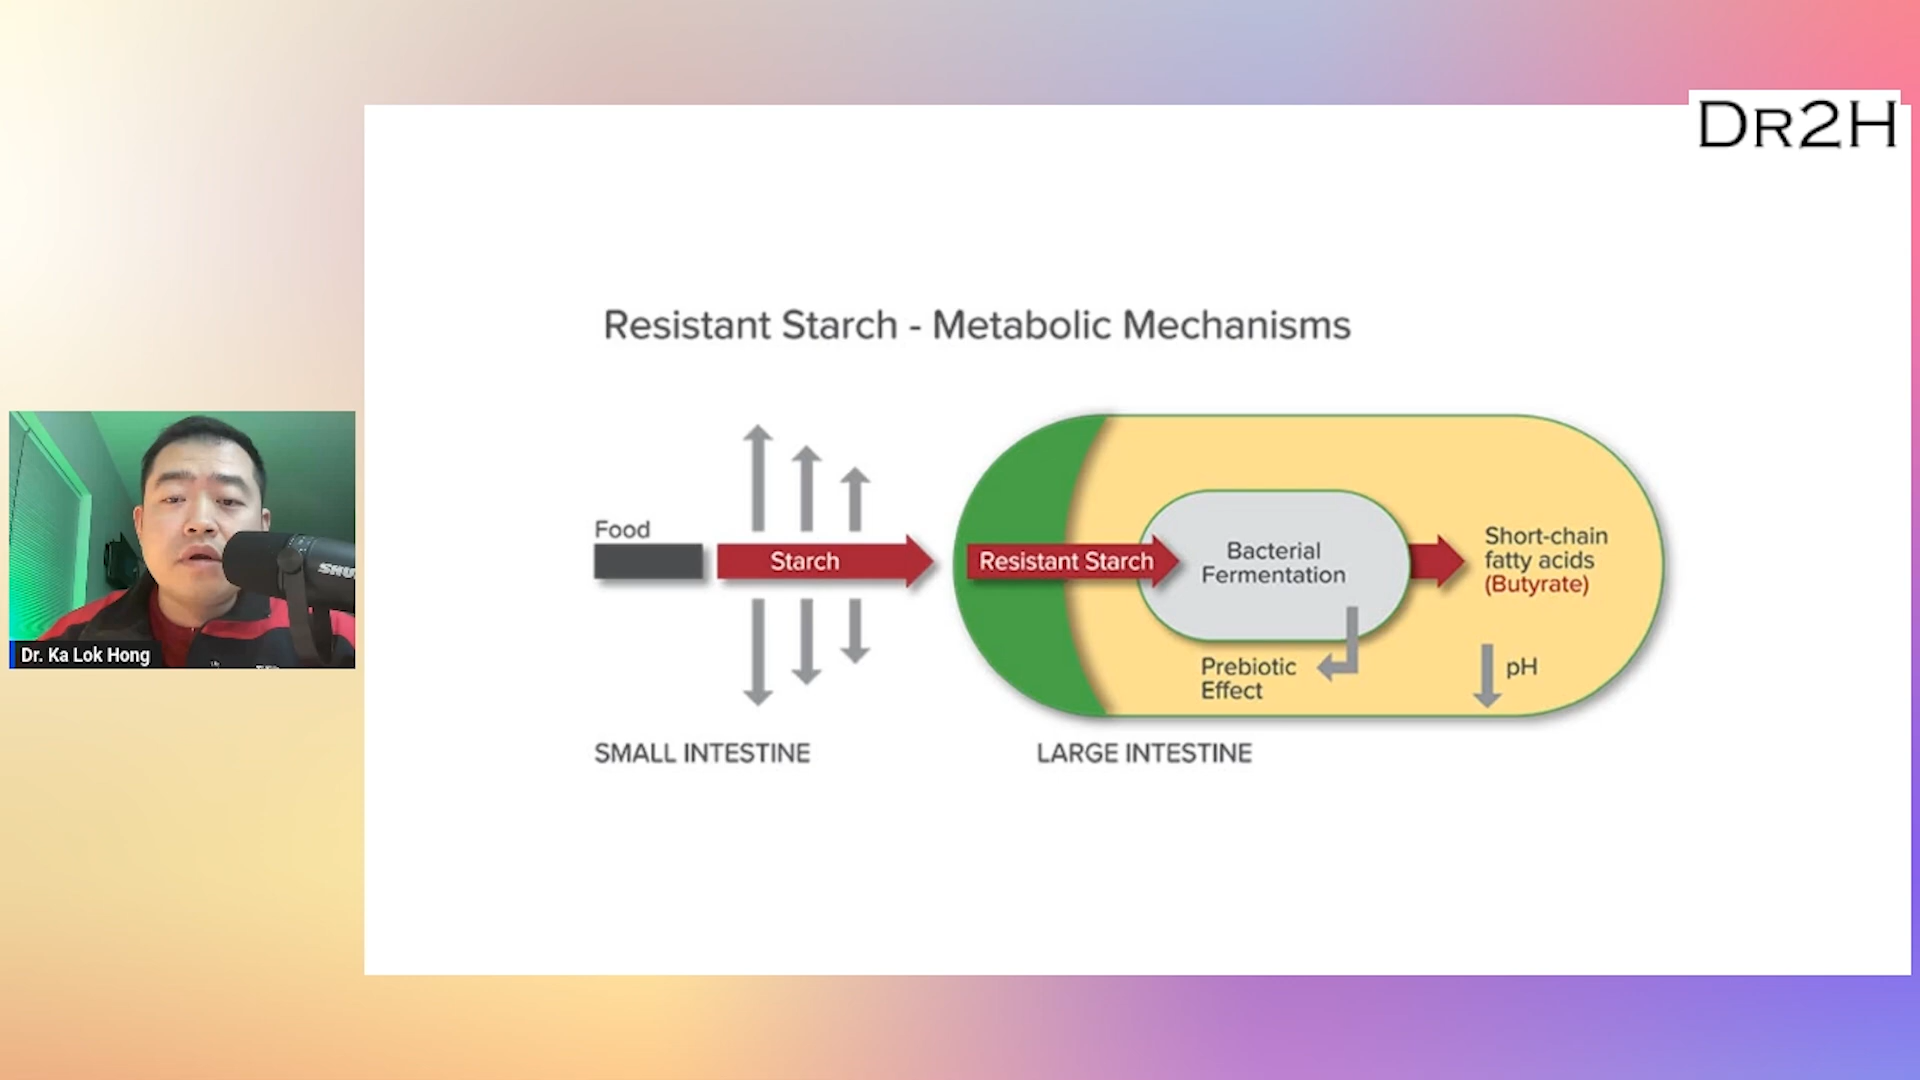 DR2H
Resistant Starch - Metabolic Mechanisms
Food
Starch
Resistant Starch
Bacterial
Fermentation
Short-chain
fatty acids
(Butyrate)
Prebiotic
Effect
pH
SMALL INTESTINE
LARGE INTESTINE
SHU
Dr. Ka Lok Hong